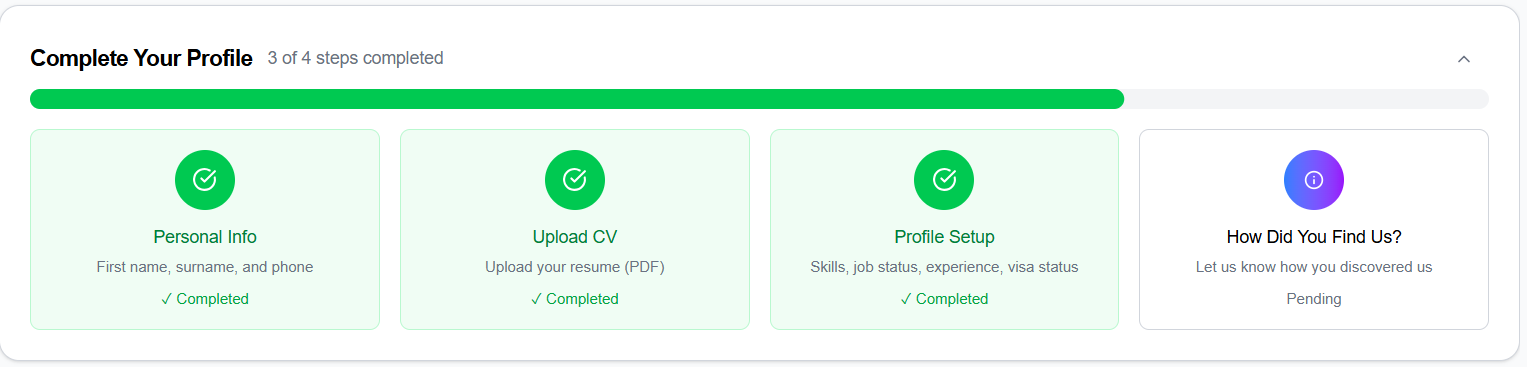 Complete Your Profile 3 of 4 steps completed
Personal Info
First name, surname, and phone
✓ Completed
Upload CV
Upload your resume (PDF)
✓ Completed
Profile Setup
Skills, job status, experience, visa status
✓ Completed
How Did You Find Us?
Let us know how you discovered us
Pending